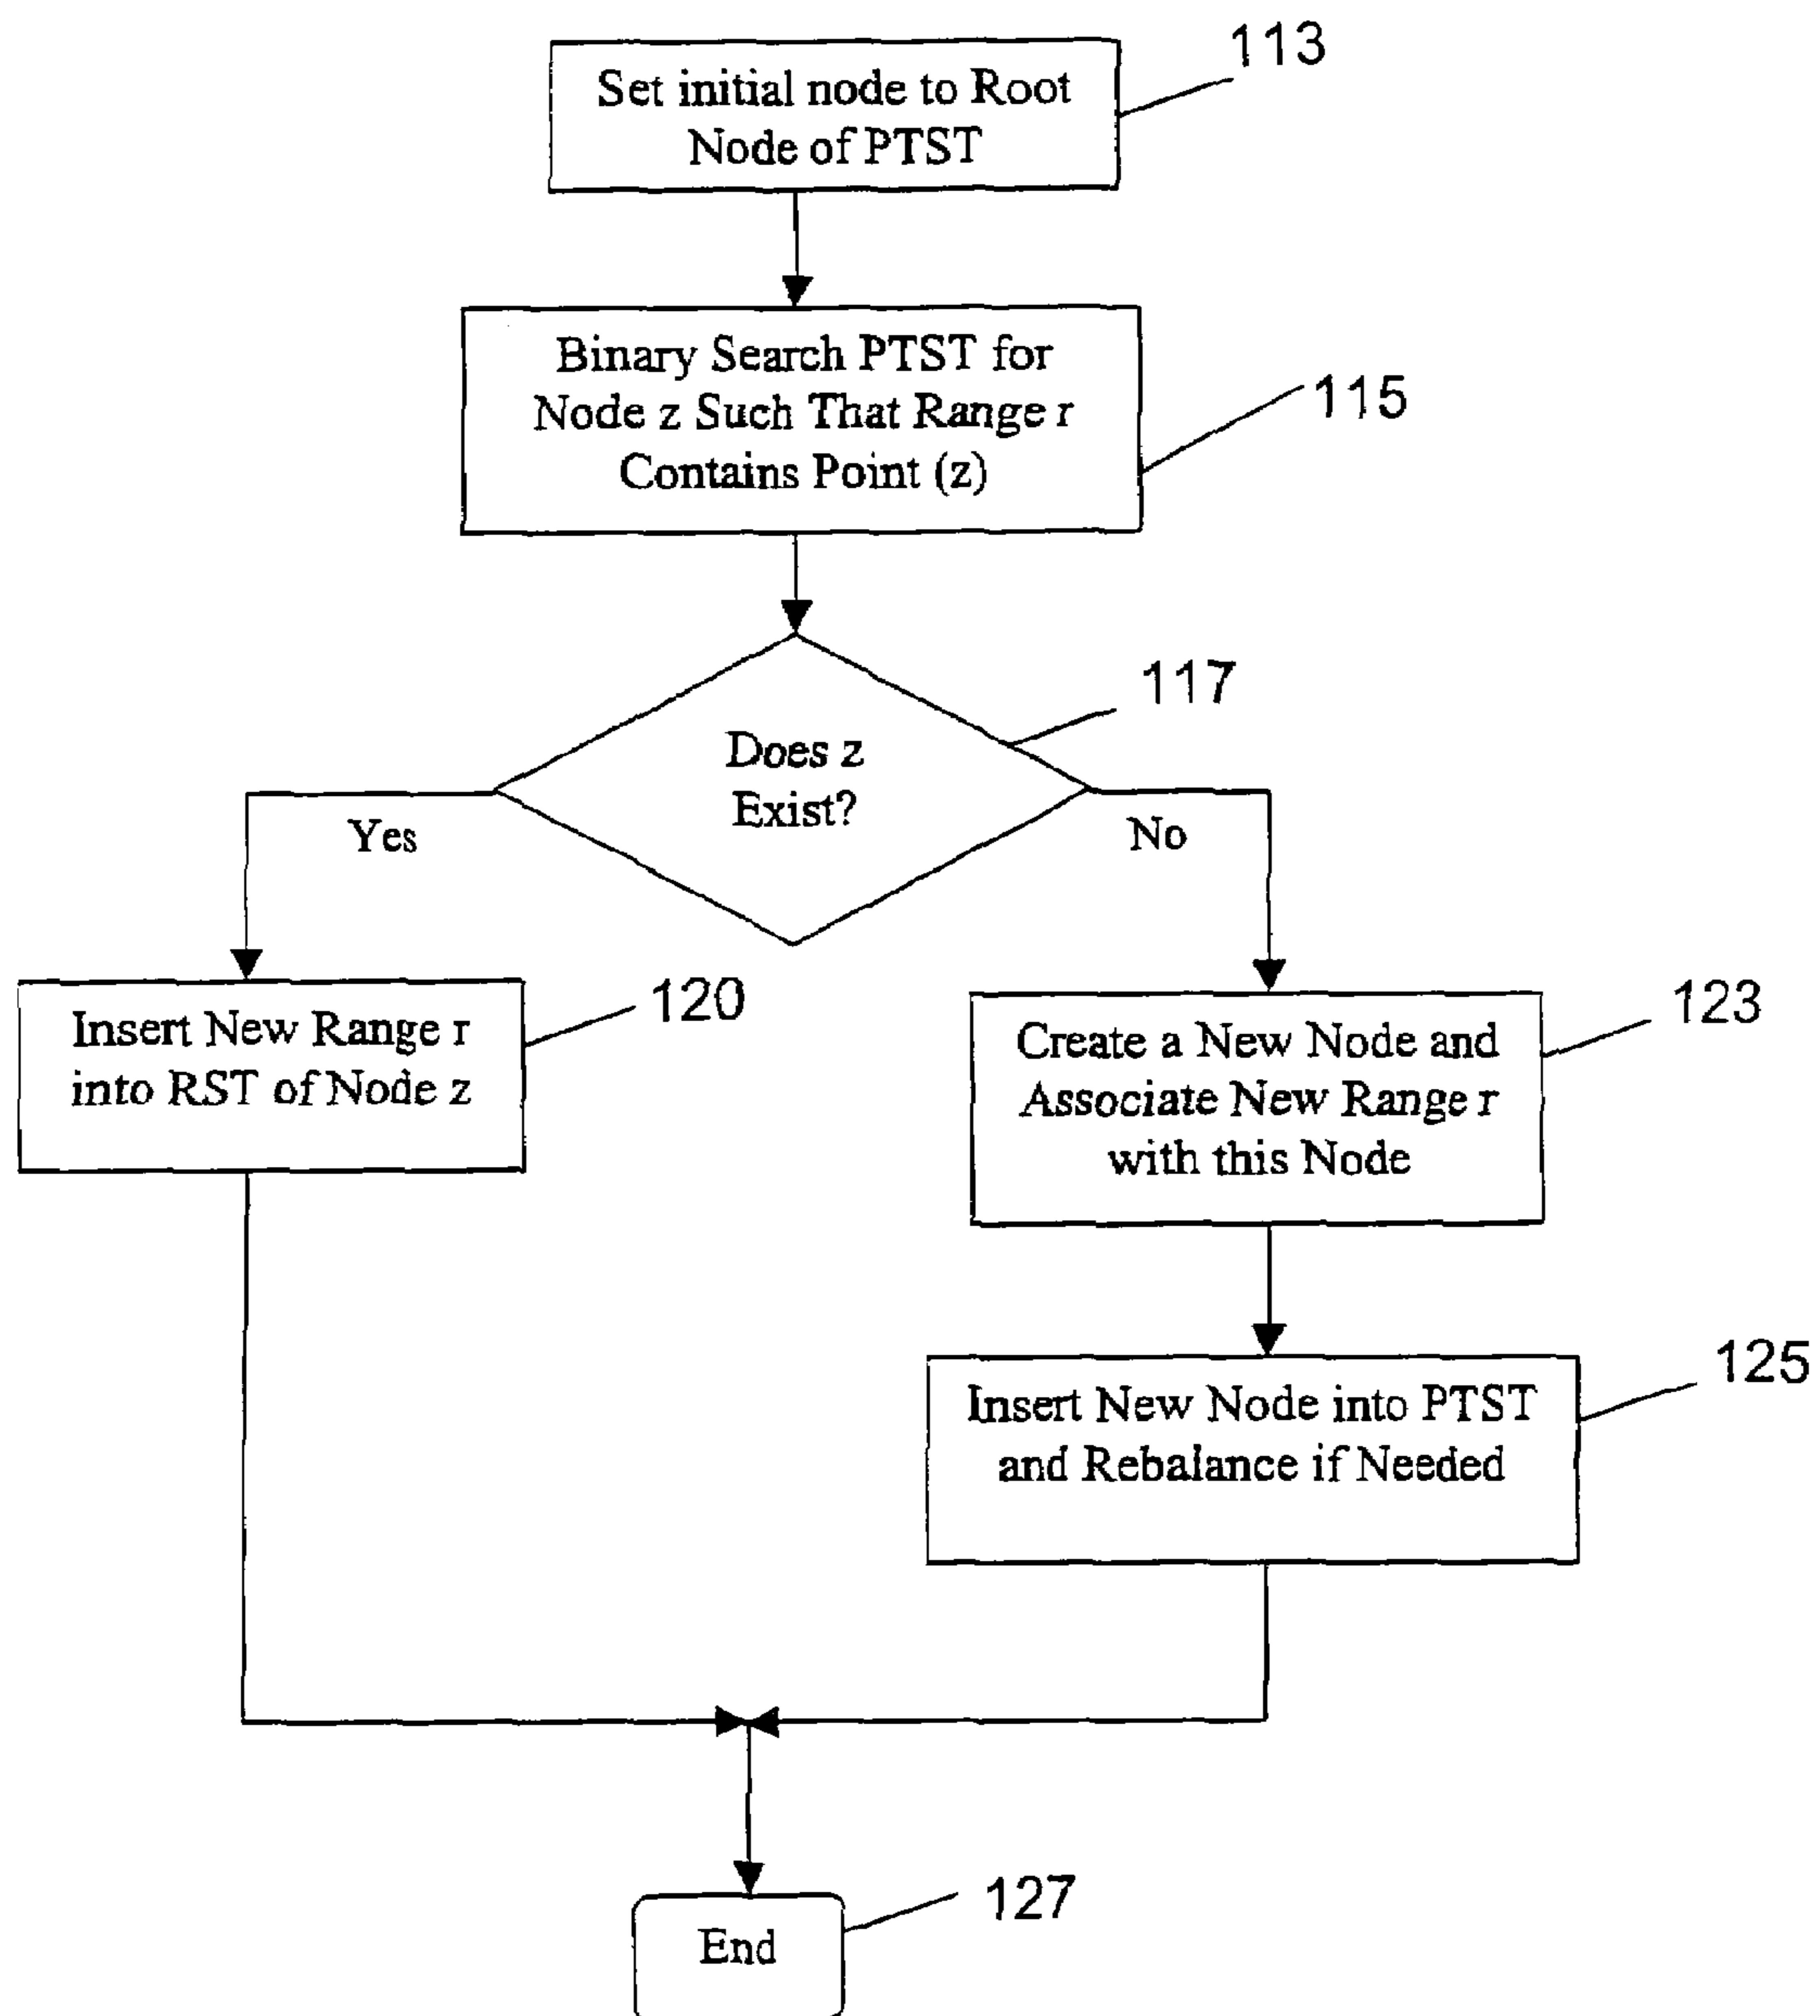 113
Set initial node to Root
Node of PTST
Binary Search PTST for
Node z Such That Range r
Contains Point (z)
115
117
Does z
Exist?
Yes
No
Insert New Range r
into RST of Node z
120
Create a New Node and
Associate New Range r
with this Node
123
Insert New Node into PTST
and Rebalance if Needed
125
End
127